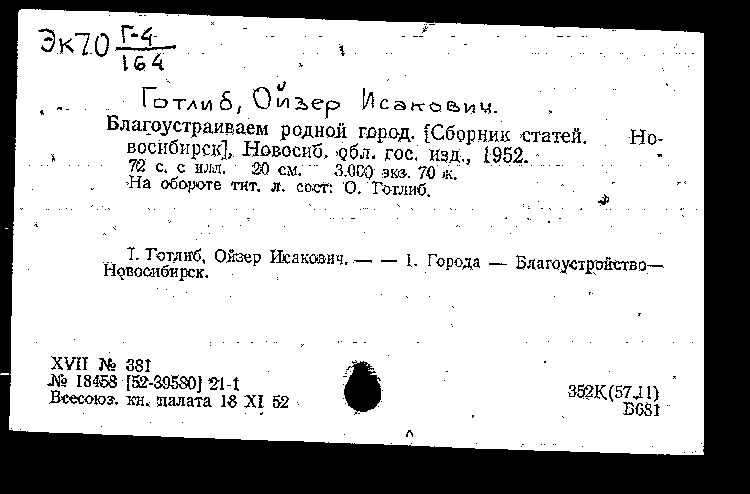 Эк70 Г-4
164
Готлиб, Ойзер Исакович.
Благоустраиваем родной город. [Сборник статей. Но-
восибирск], Новосиб. обл. гос. изд., 1952.
72 с. с илл. 20 см. 3.000 экз. 70 к.
На обороте тит. л. сост: О. Готлиб.
I. Готлиб, Ойзер Исакович. — — 1. Города — Благоустройство—
Новосибирск.
XVII № 381
№ 18458 [52-39580] 21-1
Всесоюз. кн. палата 18 XI 52
352К(57.11)
Б681